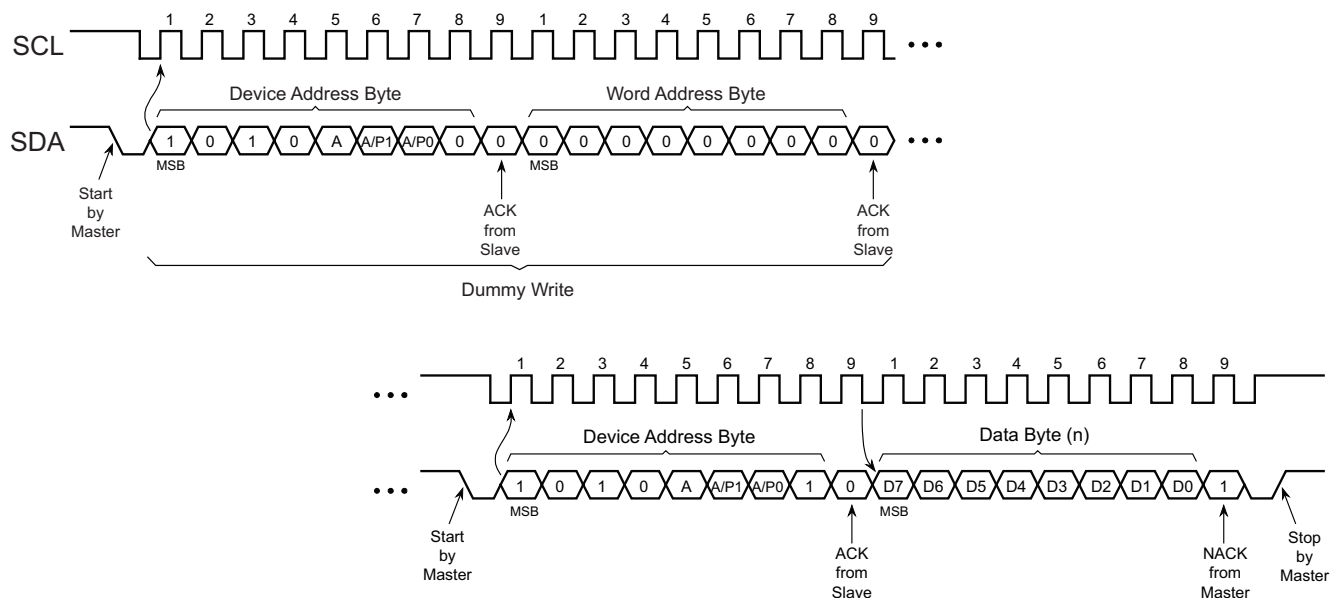 1 2 3 4 5 6 7 8 9 1 2 3 4 5 6 7 8 9
SCL
Device Address Byte Word Address Byte
SDA 1 0 1 0 A A/P1 A/P0 0 0 0 0 0 0 0 0 0 0 0
MSB MSB
Start
by
Master
ACK
from
Slave
ACK
from
Slave
Dummy Write
1 2 3 4 5 6 7 8 9 1 2 3 4 5 6 7 8 9
Device Address Byte Data Byte (n)
1 0 1 0 A A/P1 A/P0 1 0 D7 D6 D5 D4 D3 D2 D1 D0 1
MSB MSB
Start
by
Master
ACK
from
Slave
NACK
from
Master
Stop
by
Master